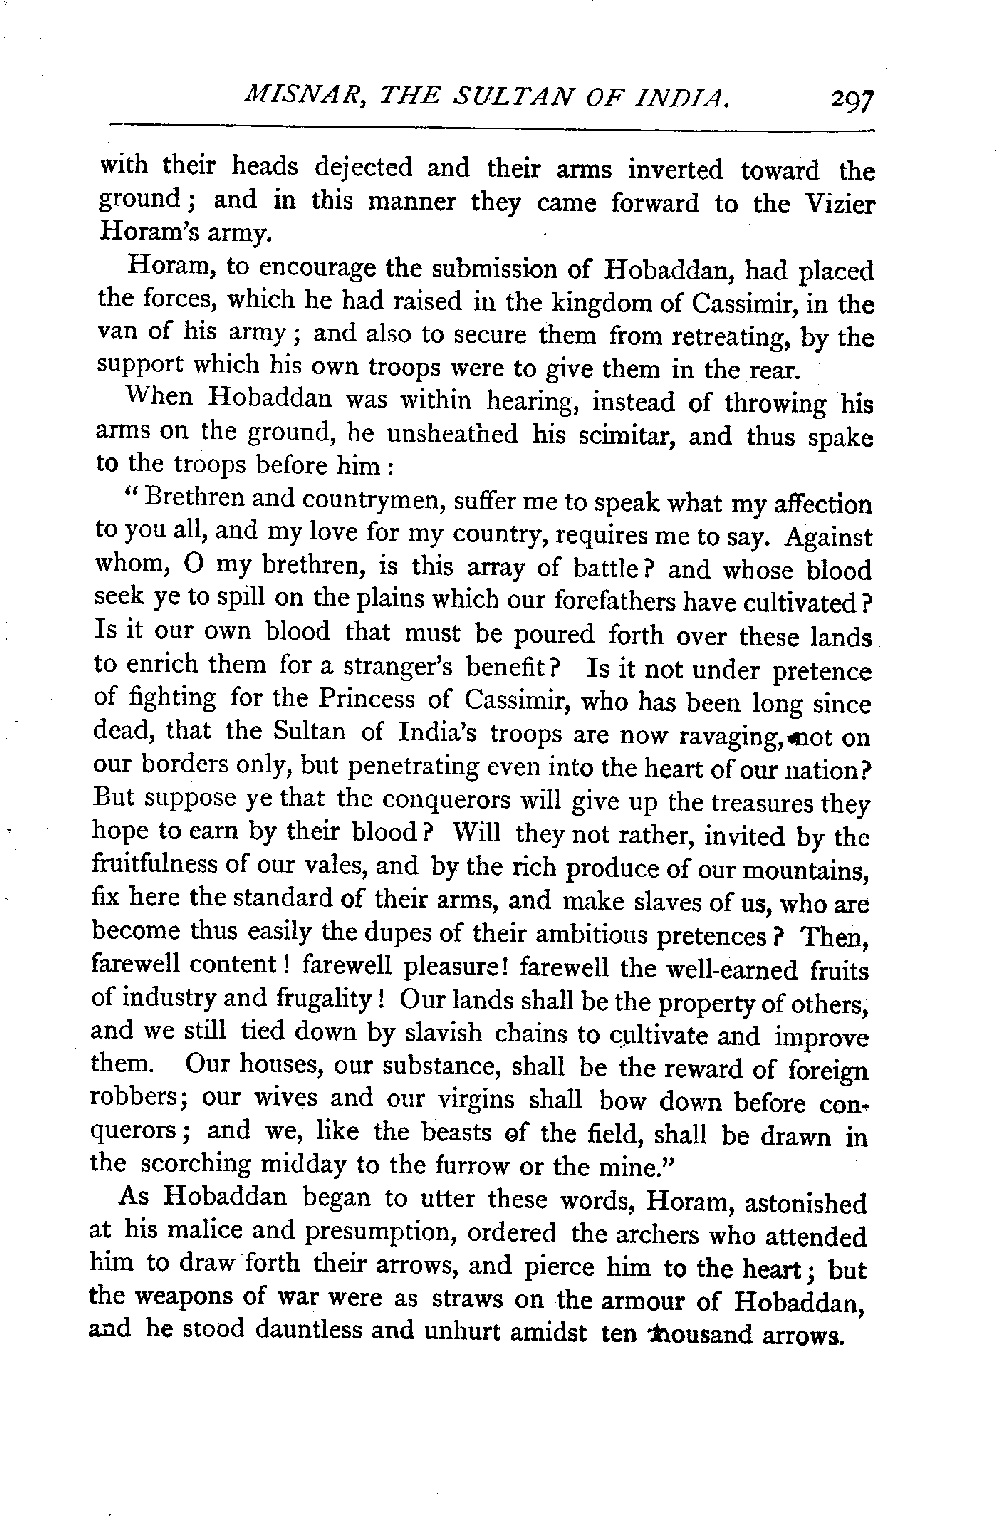 MISNAR, THE SULTAN OF INDIA. 297
with their heads dejected and their arms inverted toward the
ground; and in this manner they came forward to the Vizier
Horam's army.
Horam, to encourage the submission of Hobaddan, had placed
the forces, which he had raised in the kingdom of Cassimir, in the
van of his army; and also to secure them from retreating, by the
support which his own troops were to give them in the rear.
When Hobaddan was within hearing, instead of throwing his
arms on the ground, he unsheathed his scimitar, and thus spake
to the troops before him:
"Brethren and countrymen, suffer me to speak what my affection
to you all, and my love for my country, requires me to say. Against
whom, O my brethren, is this array of battle? and whose blood
seek ye to spill on the plains which our forefathers have cultivated?
Is it our own blood that must be poured forth over these lands
to enrich them for a stranger's benefit? Is it not under pretence
of fighting for the Princess of Cassimir, who has been long since
dead, that the Sultan of India's troops are now ravaging, not on
our borders only, but penetrating even into the heart of our nation?
But suppose ye that the conquerors will give up the treasures they
hope to earn by their blood? Will they not rather, invited by the
fruitfulness of our vales, and by the rich produce of our mountains,
fix here the standard of their arms, and make slaves of us, who are
become thus easily the dupes of their ambitious pretences? Then,
farewell content! farewell pleasure! farewell the well-earned fruits
of industry and frugality! Our lands shall be the property of others,
and we still tied down by slavish chains to cultivate and improve
them. Our houses, our substance, shall be the reward of foreign
robbers; our wives and our virgins shall bow down before con-
querors; and we, like the beasts of the field, shall be drawn in
the scorching midday to the furrow or the mine."
As Hobaddan began to utter these words, Horam, astonished
at his malice and presumption, ordered the archers who attended
him to draw forth their arrows, and pierce him to the heart; but
the weapons of war were as straws on the armour of Hobaddan,
and he stood dauntless and unhurt amidst ten thousand arrows.